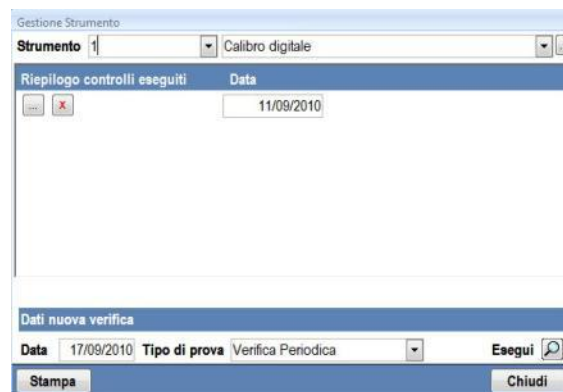 Gestione Strumento
Strumento 1 Calibro digitale ...
Riepilogo controlli eseguiti Data
... x 11/09/2010
Dati nuova verifica
Data 17/09/2010 Tipo di prova Verifica Periodica Esegui
Stampa Chiudi